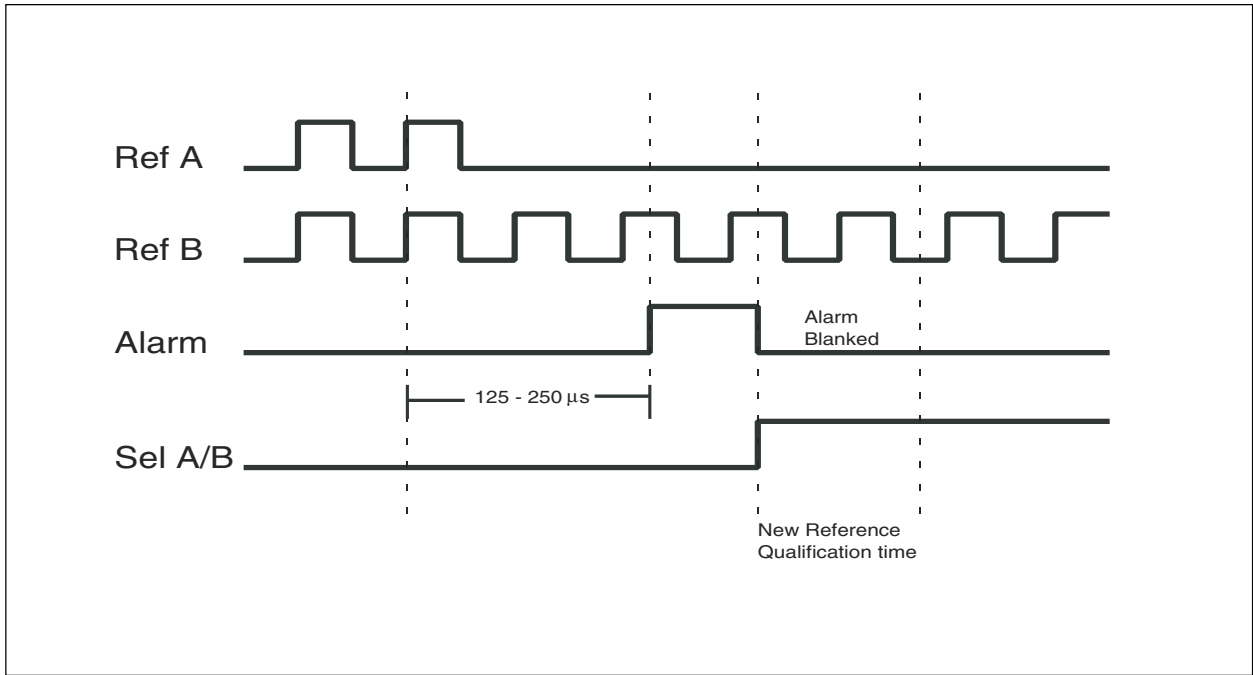 Ref A
Ref B
Alarm
Alarm
Blanked
125 - 250 μs
Sel A/B
New Reference
Qualification time